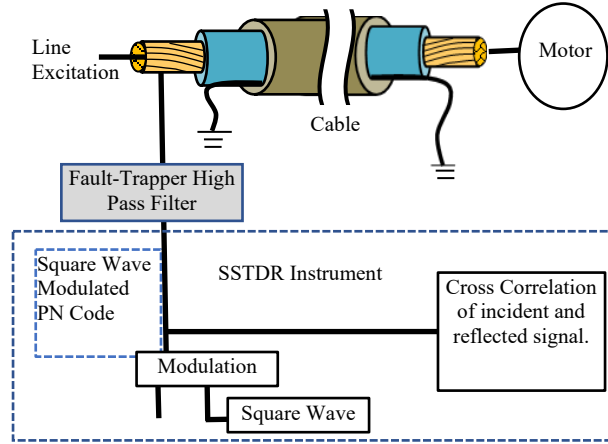 Line
Excitation
Motor
Cable
Fault-Trapper High
Pass Filter
Square Wave
Modulated
PN Code
SSTDR Instrument
Cross Correlation
of incident and
reflected signal.
Modulation
Square Wave